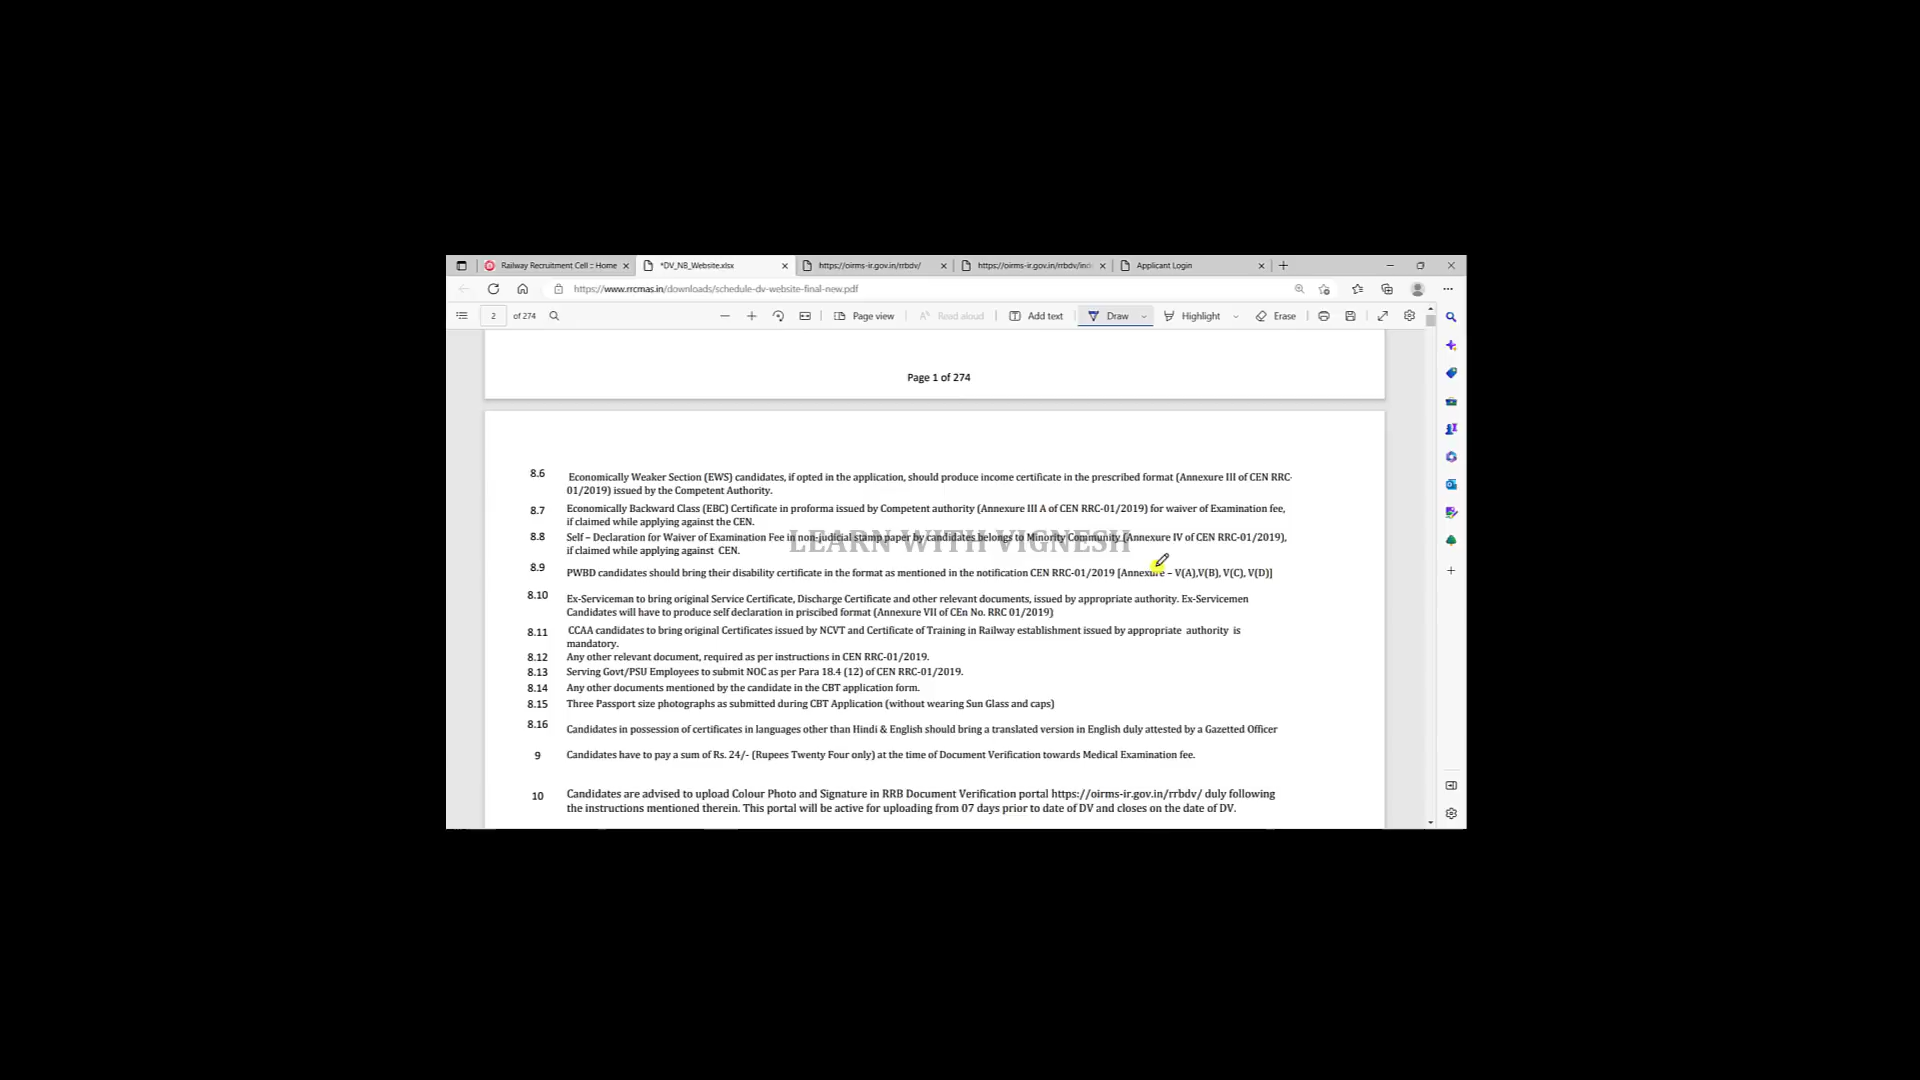 Railway Recruitment Cell :: Home
*DV_NB_Website.xlsx
https://oirms-ir.gov.in/rrbdv/
https://oirms-ir.gov.in/rrbdv/ind
Applicant Login
https://www.rrcmas.in/downloads/schedule-dv-website-final-new.pdf
2 of 274
Page view
Read aloud
Add text
Draw
Highlight
Erase
Page 1 of 274
8.6 Economically Weaker Section (EWS) candidates, if opted in the application, should produce income certificate in the prescribed format (Annexure III of CEN RRC-
01/2019) issued by the Competent Authority.
8.7 Economically Backward Class (EBC) Certificate in proforma issued by Competent authority (Annexure III A of CEN RRC-01/2019) for waiver of Examination fee,
if claimed while applying against the CEN.
8.8 Self – Declaration for Waiver of Examination Fee in non-judicial stamp paper by candidates belongs to Minority Community (Annexure IV of CEN RRC-01/2019),
if claimed while applying against CEN.
LEARN WITH VIGNESH
8.9 PWBD candidates should bring their disability certificate in the format as mentioned in the notification CEN RRC-01/2019 [Annexure – V(A),V(B), V(C), V(D)]
8.10 Ex-Serviceman to bring original Service Certificate, Discharge Certificate and other relevant documents, issued by appropriate authority. Ex-Servicemen
Candidates will have to produce self declaration in priscibed format (Annexure VII of CEn No. RRC 01/2019)
8.11 CCAA candidates to bring original Certificates issued by NCVT and Certificate of Training in Railway establishment issued by appropriate authority is
mandatory.
8.12 Any other relevant document, required as per instructions in CEN RRC-01/2019.
8.13 Serving Govt/PSU Employees to submit NOC as per Para 18.4 (12) of CEN RRC-01/2019.
8.14 Any other documents mentioned by the candidate in the CBT application form.
8.15 Three Passport size photographs as submitted during CBT Application (without wearing Sun Glass and caps)
8.16 Candidates in possession of certificates in languages other than Hindi & English should bring a translated version in English duly attested by a Gazetted Officer
9 Candidates have to pay a sum of Rs. 24/- (Rupees Twenty Four only) at the time of Document Verification towards Medical Examination fee.
10 Candidates are advised to upload Colour Photo and Signature in RRB Document Verification portal https://oirms-ir.gov.in/rrbdv/ duly following
the instructions mentioned therein. This portal will be active for uploading from 07 days prior to date of DV and closes on the date of DV.